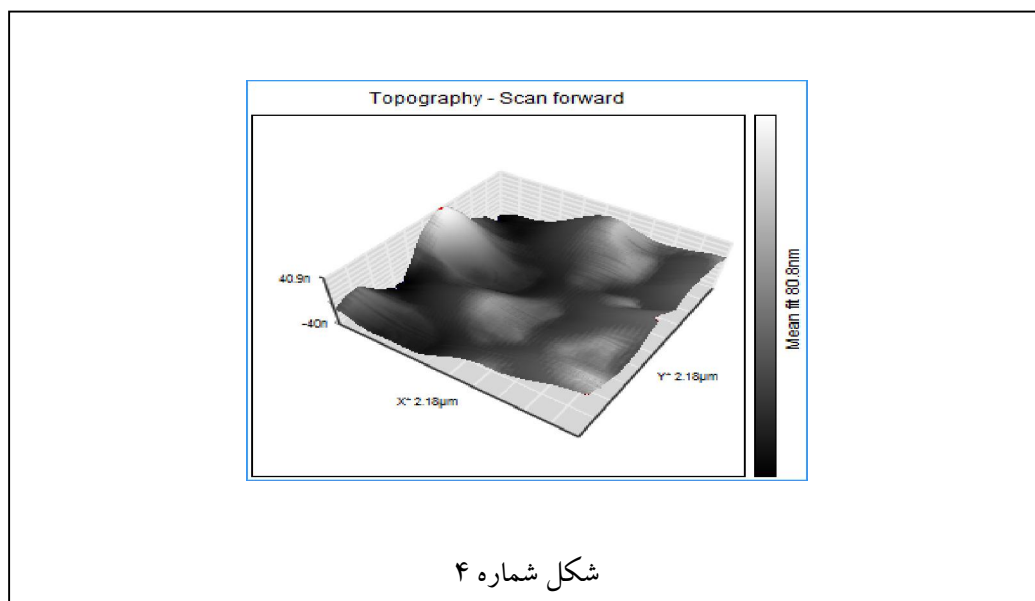 Topography - Scan forward
40.9n
-40n
X* 2.18µm
Y* 2.18µm
Mean fit 80.8nm
شکل شماره ۴